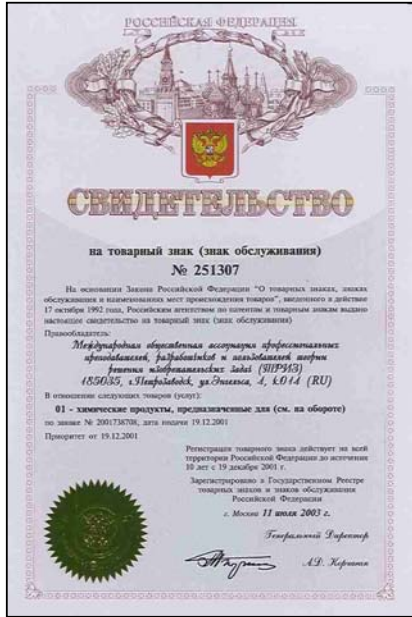 РОССИЙСКАЯ ФЕДЕРАЦИЯ
СВИДЕТЕЛЬСТВО
на товарный знак (знак обслуживания)
№ 251307
На основании Закона Российской Федерации "О товарных знаках, знаках
обслуживания и наименованиях мест происхождения товаров", введенного в действие
17 октября 1992 года, Российским агентством по патентам и товарным знакам выдано
настоящее свидетельство на товарный знак (знак обслуживания)
Правообладатель:
Международная общественная ассоциация профессиональных
преподавателей, разработчиков и пользователей теории
решения изобретательских задач (ТРИЗ)
185035, г.Петрозаводск, ул.Энгельса, 4, к.614 (RU)
В отношении следующих товаров (услуг):
01 - химические продукты, предназначенные для (см. на обороте)
по заявке № 2001738708, дата подачи 19.12.2001
Приоритет от 19.12.2001
Регистрация товарного знака действует на всей
территории Российской Федерации до истечения
10 лет с 19 декабря 2001 г.
Зарегистрировано в Государственном Реестре
товарных знаков и знаков обслуживания
Российской Федерации
г. Москва 11 июля 2003 г.
Генеральный Директор
А.Д. Корчагин